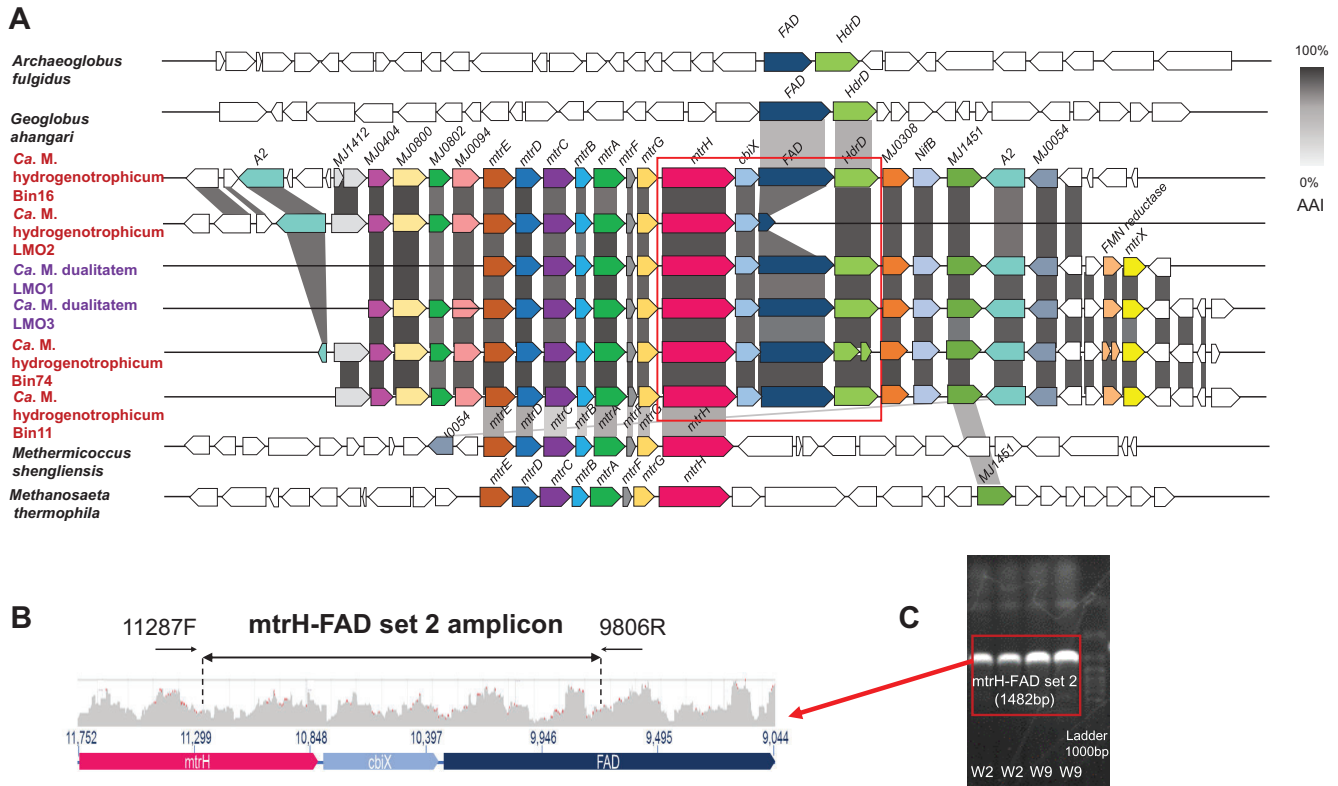 A
FAD HdrD
Archaeoglobus
fulgidus
100%
0%
AAI
FAD HdrD
Geoglobus
ahangari
A2 MJ1412 MJ0404 MJ0800 MJ0802 MJ0094 mtrE mtrD mtrC mtrB mtrA mtrF mtrG mtrH cbiX FAD HdrD MJ0308 NifB MJ1451 A2 MJ0054
Ca. M.
hydrogenotrophicum
Bin16
Ca. M.
hydrogenotrophicum
LMO2
FMN reductase mtrX
Ca. M. dualitatem
LMO1
Ca. M. dualitatem
LMO3
Ca. M.
hydrogenotrophicum
Bin74
Ca. M.
hydrogenotrophicum
Bin11
J0054 mtrE mtrD mtrC mtrB mtrA mtrF mtrG mtrH
Methermicoccus
shengliensis
mtrE mtrD mtrC mtrB mtrA mtrF mtrG mtrH MJ1451
Methanosaeta
thermophila
B
11287F mtrH-FAD set 2 amplicon 9806R
11,752 11,299 10,848 10,397 9,946 9,495 9,044
mtrH cbiX FAD
C
mtrH-FAD set 2
(1482bp)
Ladder
1000bp
W2 W2 W9 W9